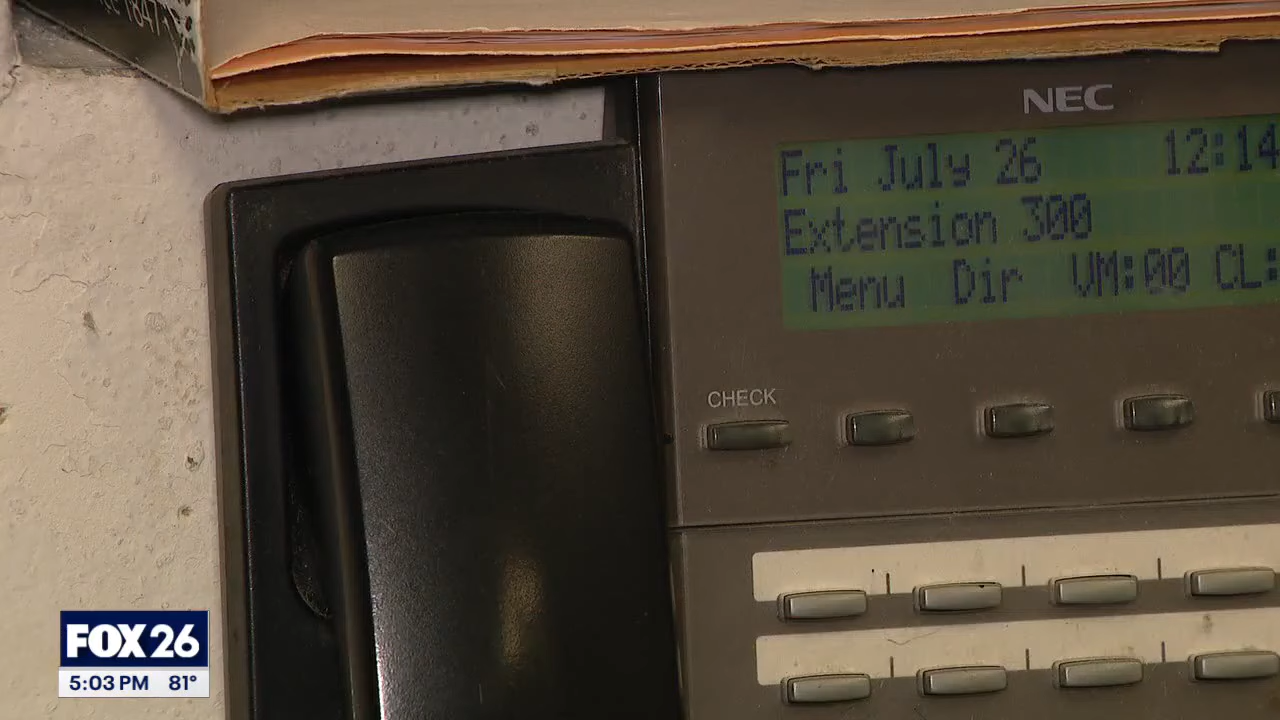 NEC
Fri July 26 12:14
Extension 300
Menu Dir VM:00 CL:
CHECK
FOX 26
5:03 PM 81°